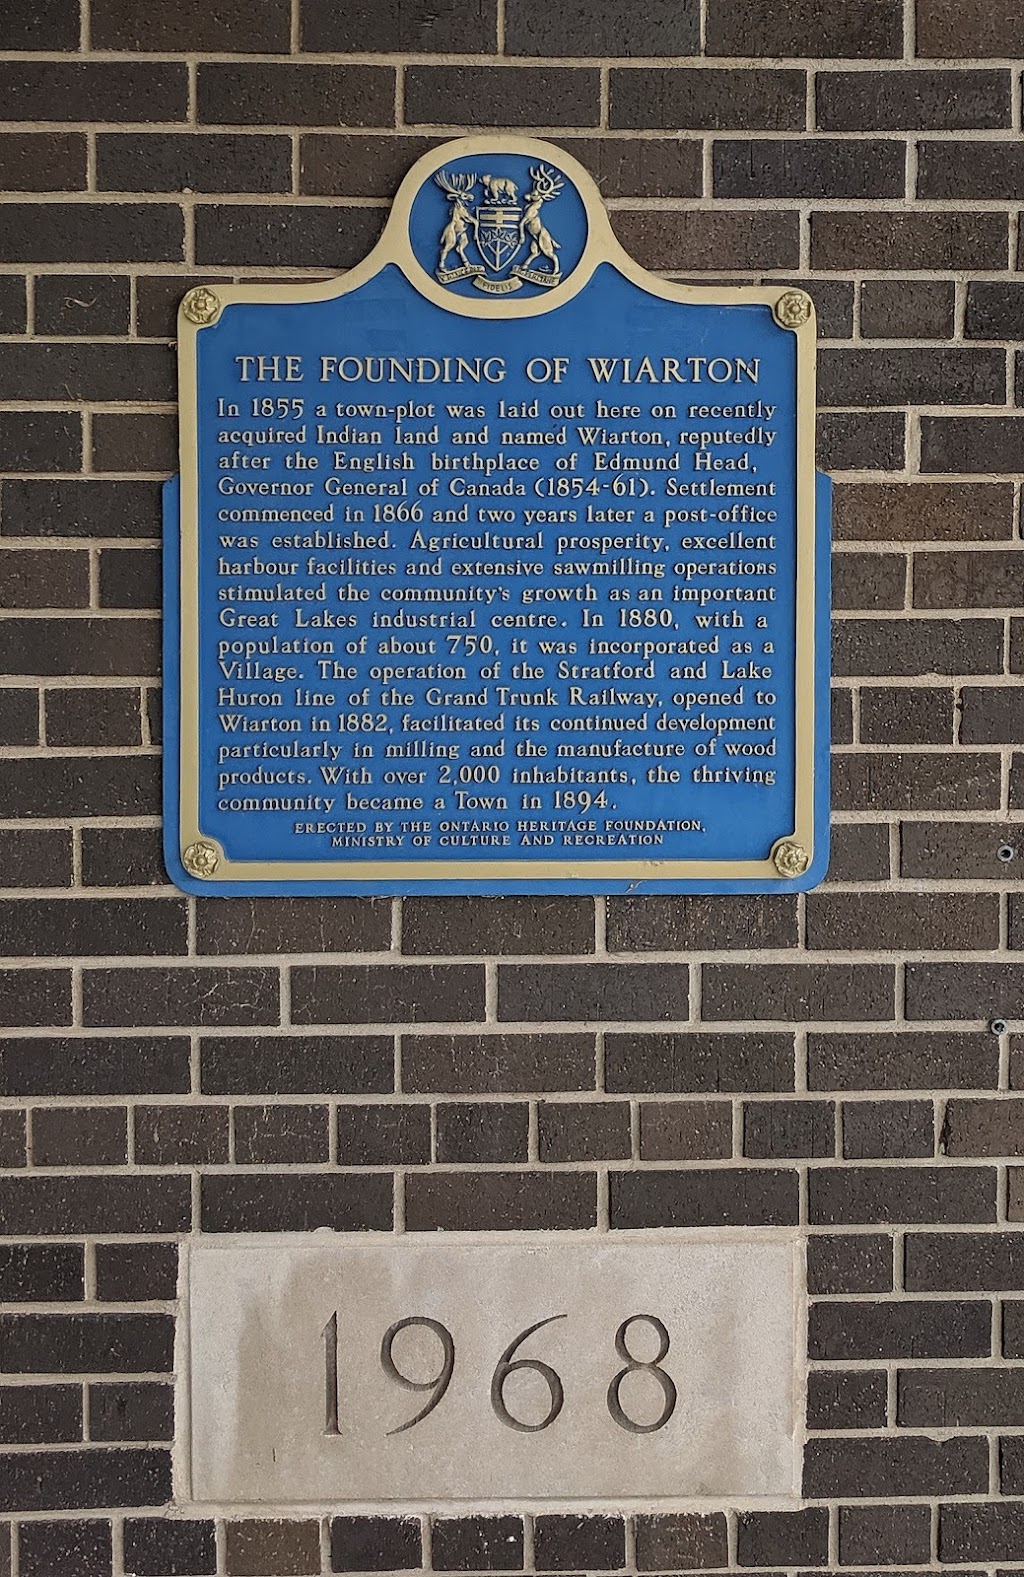 FIDELIS
THE FOUNDING OF WIARTON
In 1855 a town-plot was laid out here on recently
acquired Indian land and named Wiarton, reputedly
after the English birthplace of Edmund Head,
Governor General of Canada (1854-61). Settlement
commenced in 1866 and two years later a post-office
was established. Agricultural prosperity, excellent
harbour facilities and extensive sawmilling operations
stimulated the community's growth as an important
Great Lakes industrial centre. In 1880, with a
population of about 750, it was incorporated as a
Village. The operation of the Stratford and Lake
Huron line of the Grand Trunk Railway, opened to
Wiarton in 1882, facilitated its continued development
particularly in milling and the manufacture of wood
products. With over 2,000 inhabitants, the thriving
community became a Town in 1894.
ERECTED BY THE ONTARIO HERITAGE FOUNDATION,
MINISTRY OF CULTURE AND RECREATION
1968